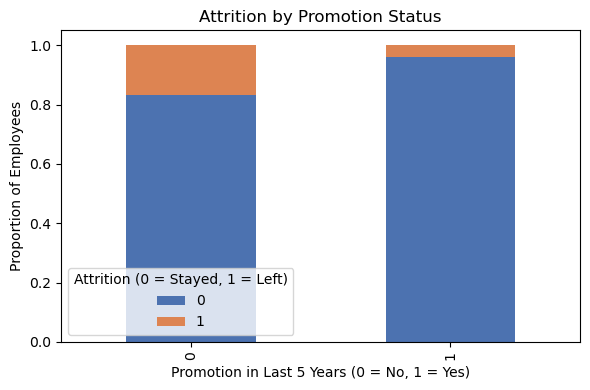 Attrition by Promotion Status
Proportion of Employees
1.0
0.8
0.6
0.4
0.2
0.0
Attrition (0 = Stayed, 1 = Left)
0
1
0
1
Promotion in Last 5 Years (0 = No, 1 = Yes)